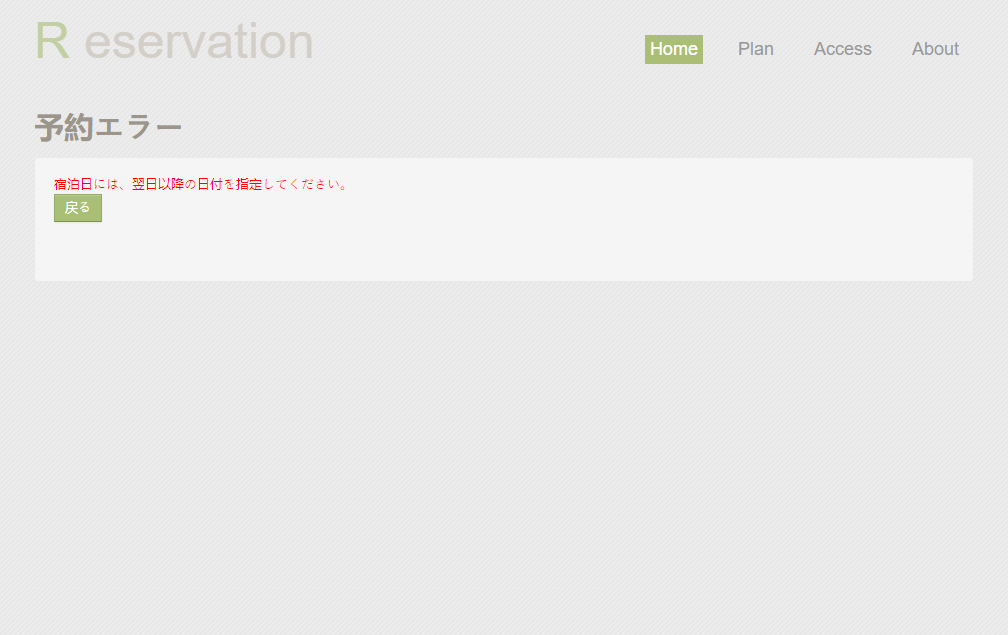 R eservation
Home Plan Access About
予約エラー
宿泊日には、翌日以降の日付を指定してください。
戻る